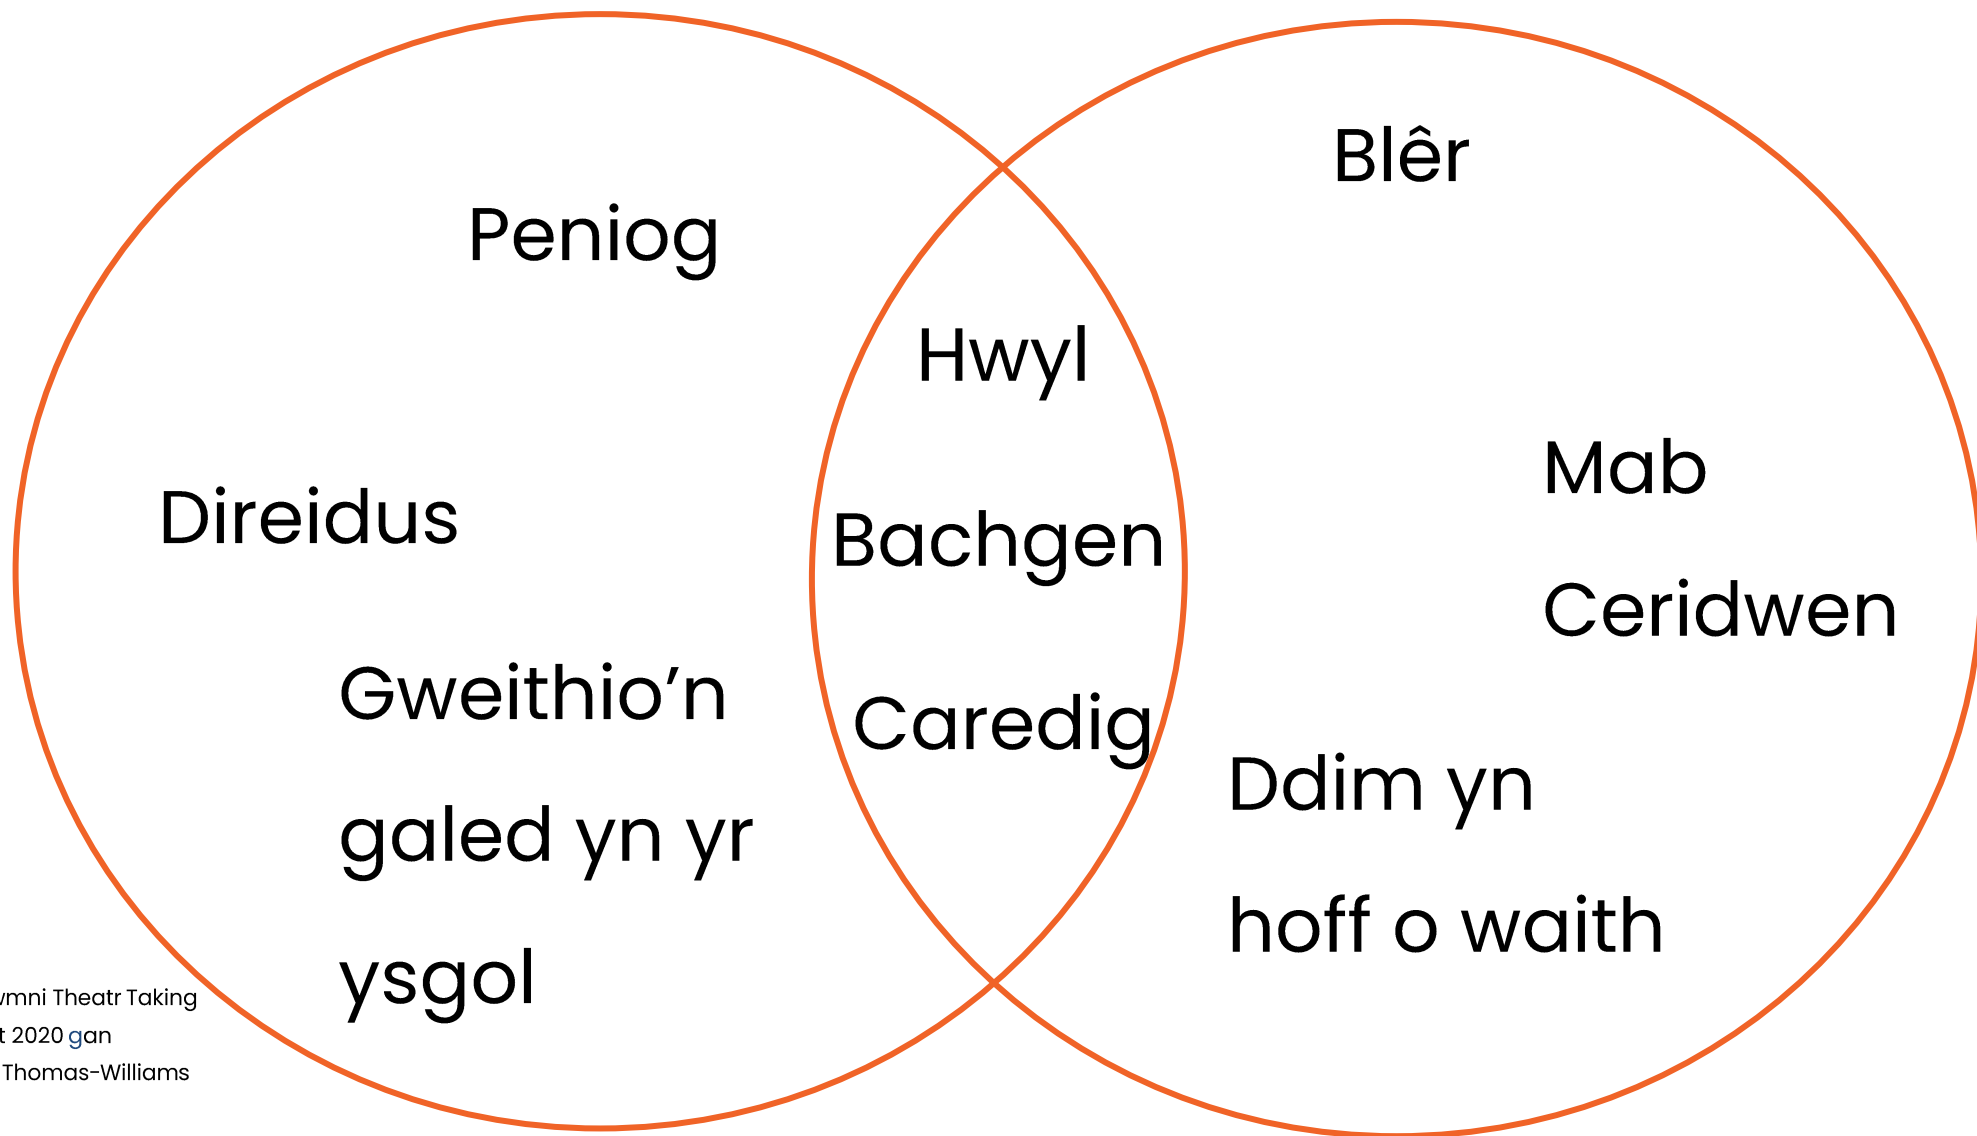 Peniog
Direidus
Gweithio’n
galed yn yr
ysgol
Hwyl
Bachgen
Caredig
Blêr
Mab
Ceridwen
Ddim yn
hoff o waith
Theatr Taking
2020 gan
Thomas-Williams